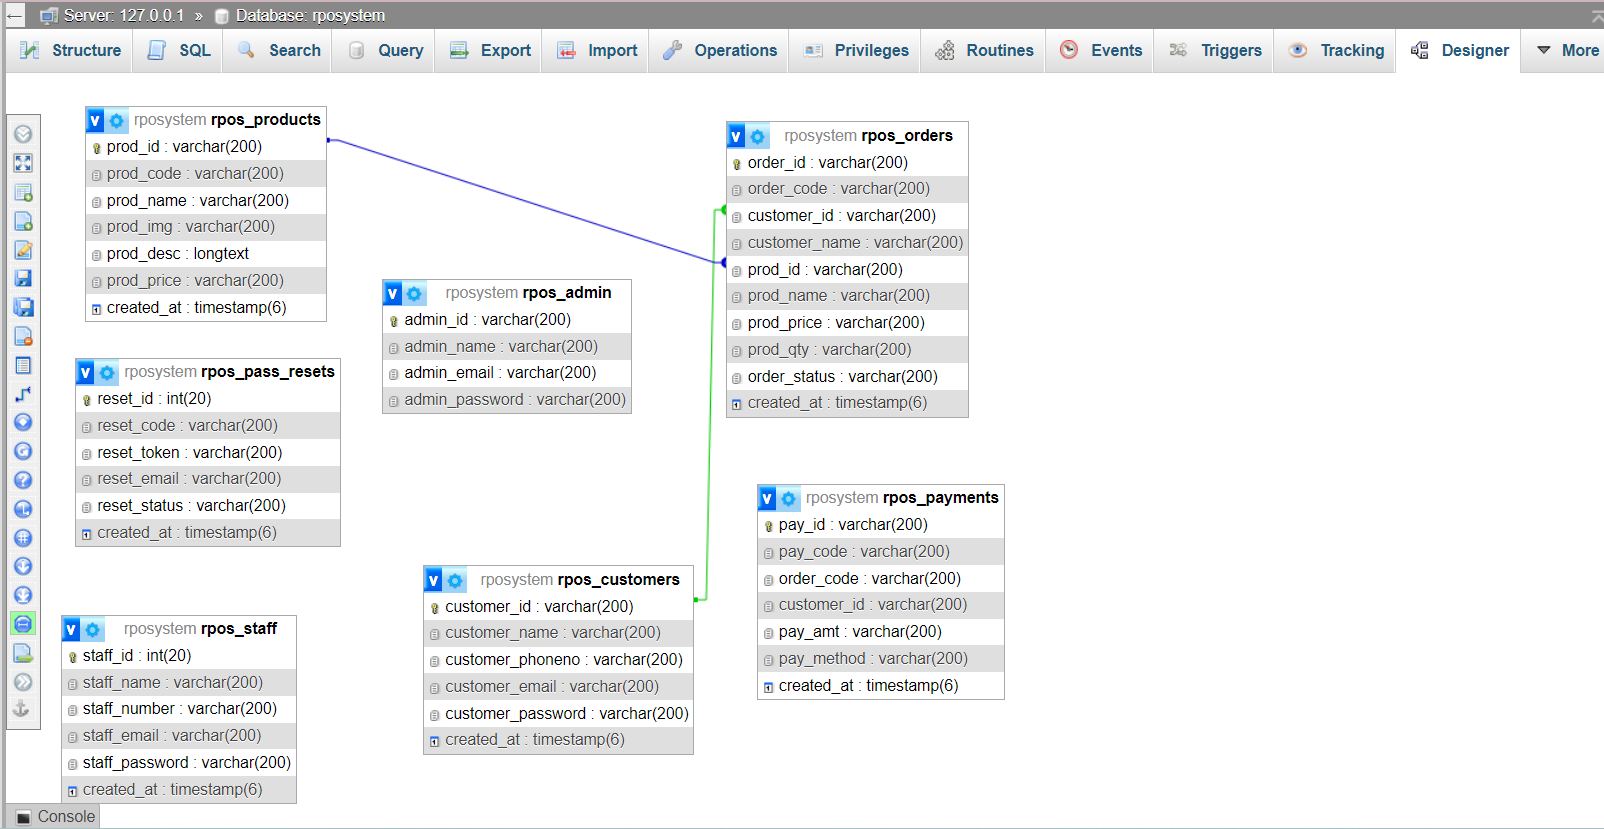 Server: 127.0.0.1 » Database: rposystem
Structure SQL Search Query Export Import Operations Privileges Routines Events Triggers Tracking Designer More
rposystem rpos_products
prod_id : varchar(200)
prod_code : varchar(200)
prod_name : varchar(200)
prod_img : varchar(200)
prod_desc : longtext
prod_price : varchar(200)
created_at : timestamp(6)
rposystem rpos_orders
order_id : varchar(200)
order_code : varchar(200)
customer_id : varchar(200)
customer_name : varchar(200)
prod_id : varchar(200)
prod_name : varchar(200)
prod_price : varchar(200)
prod_qty : varchar(200)
order_status : varchar(200)
created_at : timestamp(6)
rposystem rpos_admin
admin_id : varchar(200)
admin_name : varchar(200)
admin_email : varchar(200)
admin_password : varchar(200)
rposystem rpos_pass_resets
reset_id : int(20)
reset_code : varchar(200)
reset_token : varchar(200)
reset_email : varchar(200)
reset_status : varchar(200)
created_at : timestamp(6)
rposystem rpos_payments
pay_id : varchar(200)
pay_code : varchar(200)
order_code : varchar(200)
customer_id : varchar(200)
pay_amt : varchar(200)
pay_method : varchar(200)
created_at : timestamp(6)
rposystem rpos_customers
customer_id : varchar(200)
customer_name : varchar(200)
customer_phoneno : varchar(200)
customer_email : varchar(200)
customer_password : varchar(200)
created_at : timestamp(6)
rposystem rpos_staff
staff_id : int(20)
staff_name : varchar(200)
staff_number : varchar(200)
staff_email : varchar(200)
staff_password : varchar(200)
created_at : timestamp(6)
Console